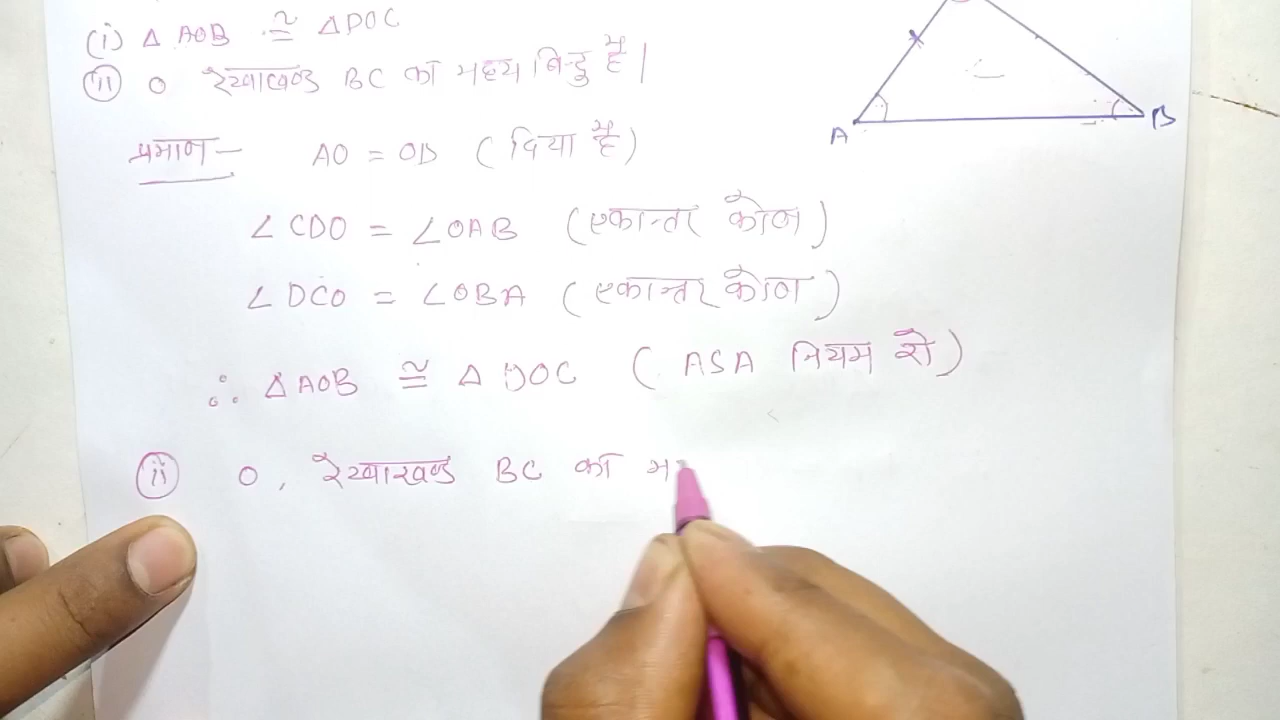 (i) Δ AOB ≅ Δ DOC
(ii) O रेखाखण्ड BC का मध्य बिन्दु है।
प्रमाण- AO = OD (दिया है)
∠CDO = ∠OAB (एकान्तर कोण)
∠DCO = ∠OBA (एकान्तर कोण)
∴ ΔAOB ≅ Δ DOC (ASA नियम से)
(ii) O, रेखाखण्ड BC का म
A
B